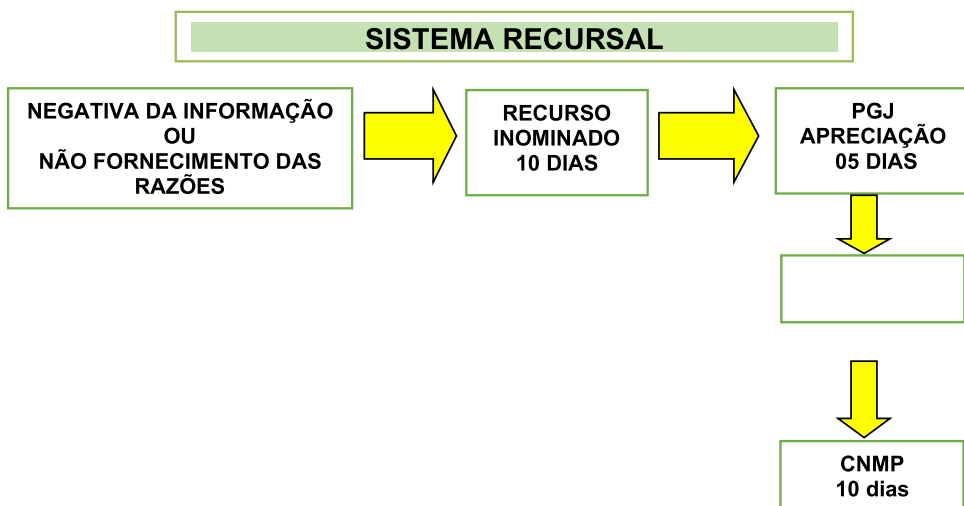 SISTEMA RECURSAL
NEGATIVA DA INFORMAÇÃO
OU
NÃO FORNECIMENTO DAS
RAZÕES
RECURSO
INOMINADO
10 DIAS
PGJ
APRECIAÇÃO
05 DIAS
CNMP
10 dias